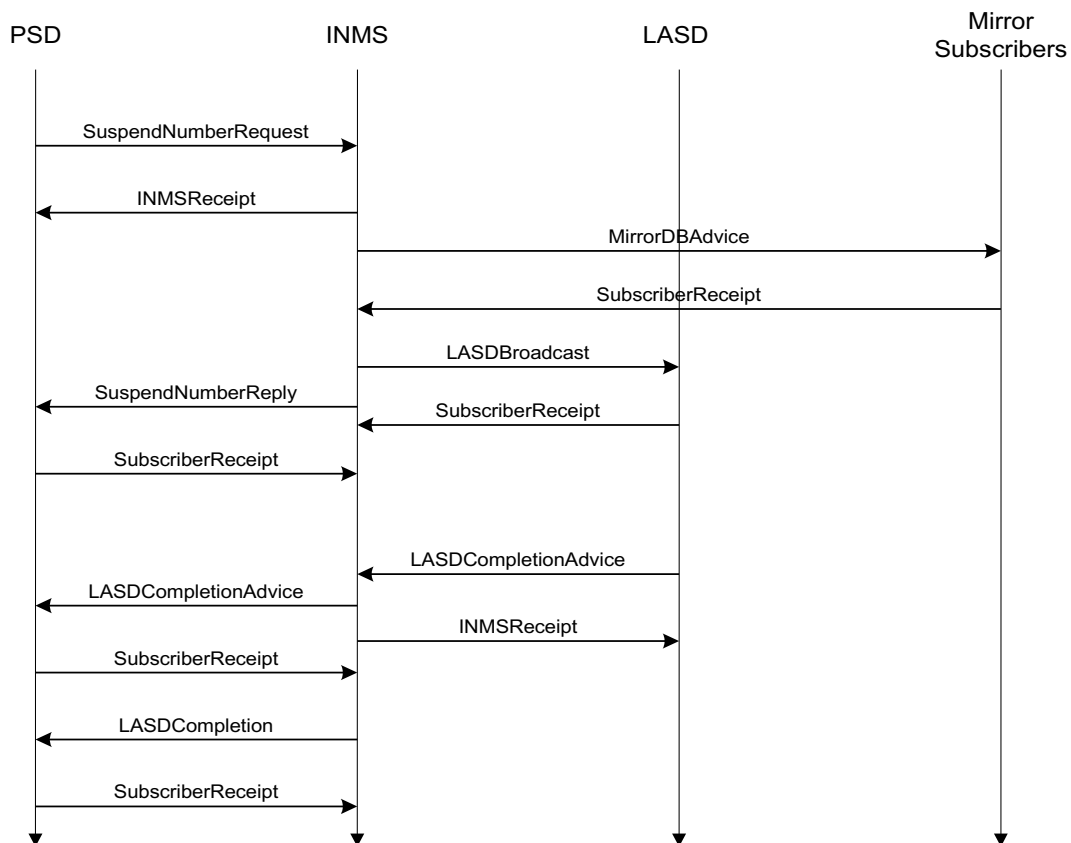 PSD
INMS
LASD
Mirror
Subscribers
SuspendNumberRequest
INMSReceipt
MirrorDBAdvice
SubscriberReceipt
LASDBroadcast
SuspendNumberReply
SubscriberReceipt
SubscriberReceipt
LASDCompletionAdvice
LASDCompletionAdvice
INMSReceipt
SubscriberReceipt
LASDCompletion
SubscriberReceipt